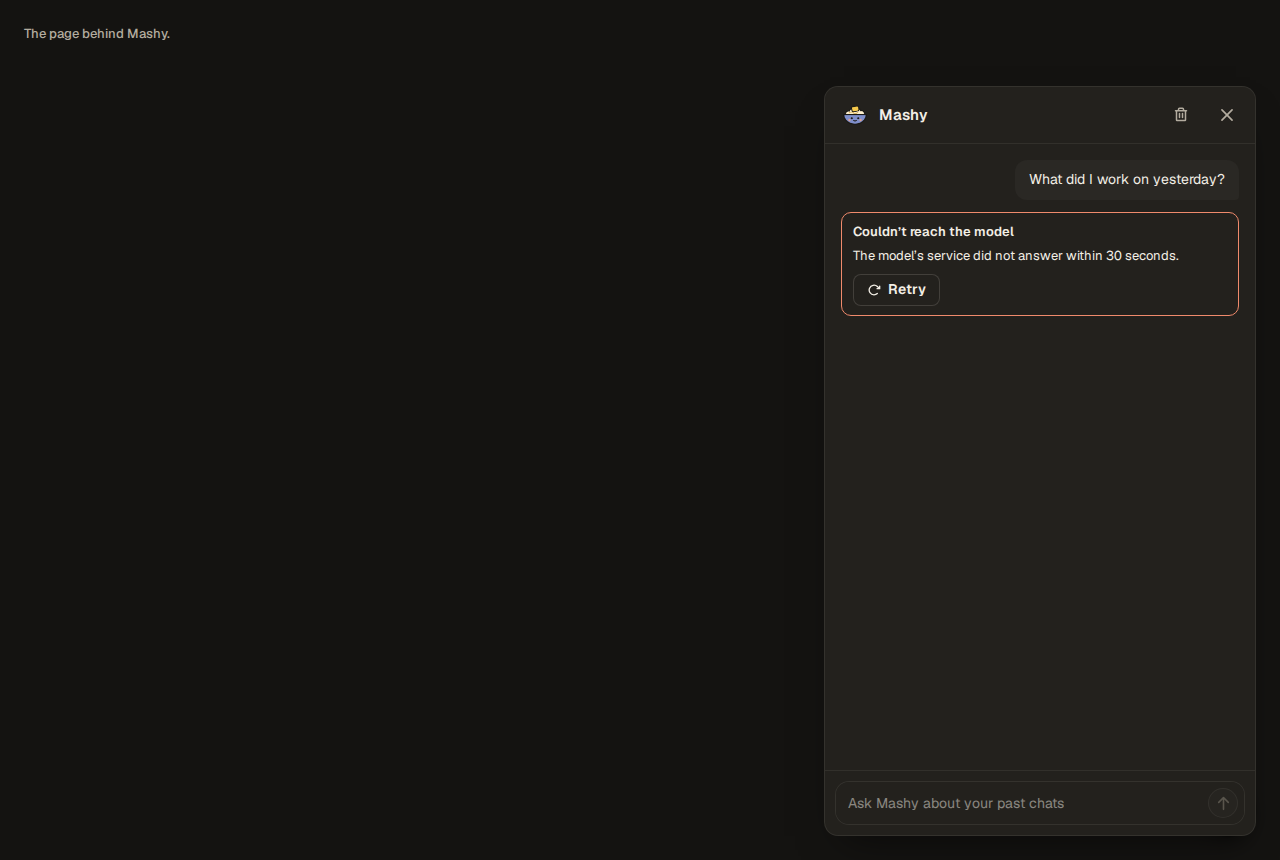 The page behind Mashy.
Mashy
What did I work on yesterday?
Couldn't reach the model
The model's service did not answer within 30 seconds.
Retry
Ask Mashy about your past chats